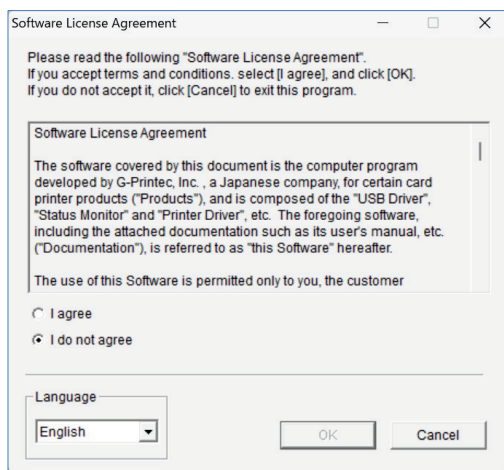 Software License Agreement
Please read the following "Software License Agreement".
If you accept terms and conditions. select [I agree], and click [OK].
If you do not accept it, click [Cancel] to exit this program.
Software License Agreement
The software covered by this document is the computer program
developed by G-Printec, Inc. , a Japanese company, for certain card
printer products ("Products"), and is composed of the "USB Driver",
"Status Monitor" and "Printer Driver", etc. The foregoing software,
including the attached documentation such as its user's manual, etc.
("Documentation"), is referred to as "this Software" hereafter.
The use of this Software is permitted only to you, the customer
I agree
I do not agree
Language
English
OK
Cancel